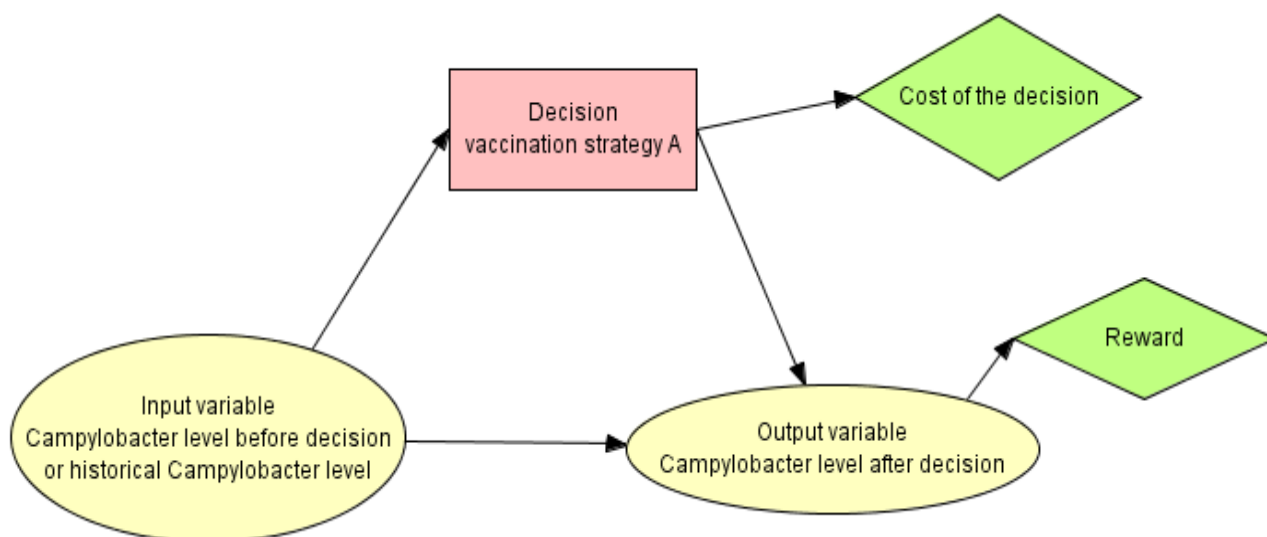 Decision
vaccination strategy A
Cost of the decision
Reward
Input variable
Campylobacter level before decision
or historical Campylobacter level
Output variable
Campylobacter level after decision